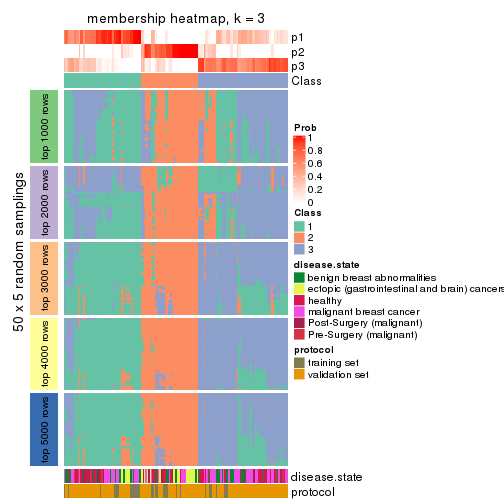 membership heatmap, k = 3
p1
p2
p3
Class
50 x 5 random samplings
top 1000 rows
top 2000 rows
top 3000 rows
top 4000 rows
top 5000 rows
disease.state
protocol
Prob
1
0.8
0.6
0.4
0.2
0
Class
1
2
3
disease.state
benign breast abnormalities
ectopic (gastrointestinal and brain) cancers
healthy
malignant breast cancer
Post-Surgery (malignant)
Pre-Surgery (malignant)
protocol
training set
validation set